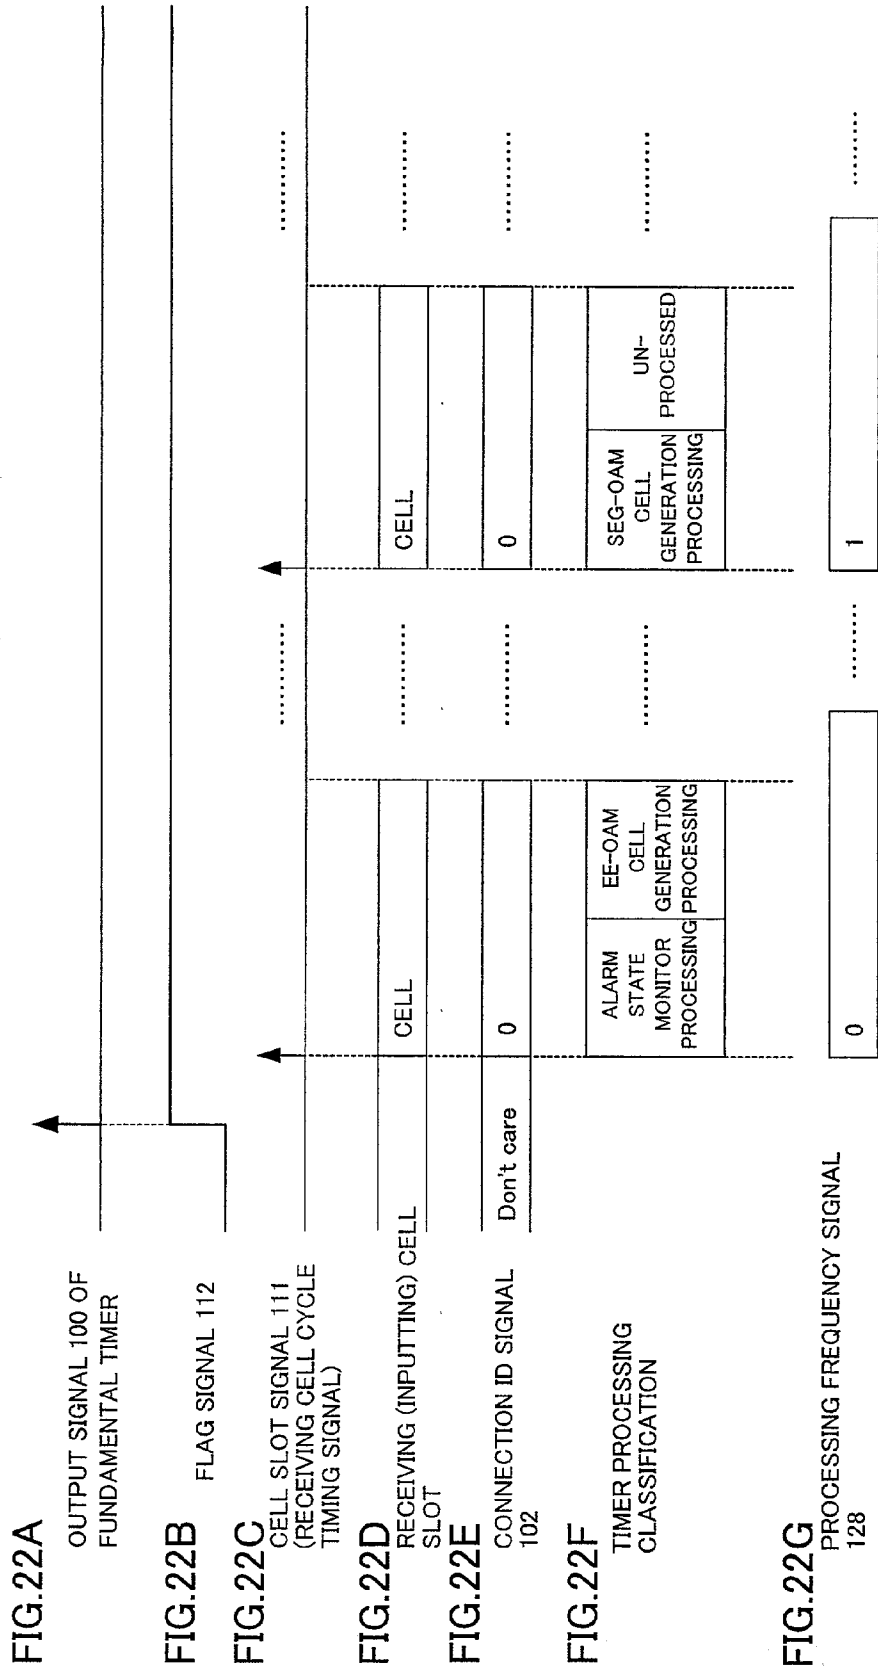 FIG.22A
OUTPUT SIGNAL 100 OF
FUNDAMENTAL TIMER
FIG.22B
FLAG SIGNAL 112
FIG.22C
CELL SLOT SIGNAL 111
(RECEIVING CELL CYCLE
TIMING SIGNAL)
............
............
FIG.22D
RECEIVING (INPUTTING) CELL
SLOT
CELL
............
CELL
............
FIG.22E
CONNECTION ID SIGNAL
102
Don't care
0
............
0
............
FIG.22F
TIMER PROCESSING
CLASSIFICATION
ALARM
STATE
MONITOR
PROCESSING
EE-OAM
CELL
GENERATION
PROCESSING
............
SEG-OAM
CELL
GENERATION
PROCESSING
UN-
PROCESSED
............
FIG.22G
PROCESSING FREQUENCY SIGNAL
128
0
.........
1
.........